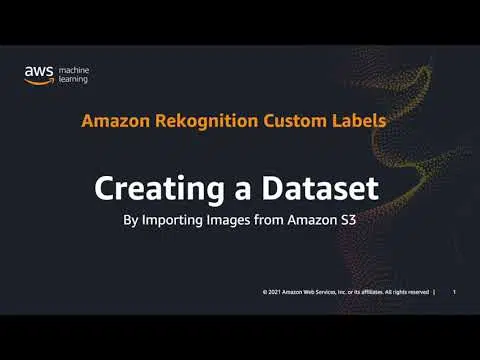 aws machine
learning
Amazon Rekognition Custom Labels
Creating a Dataset
By Importing Images from Amazon S3
© 2021 Amazon Web Services, Inc. or its affiliates. All rights reserved | 1